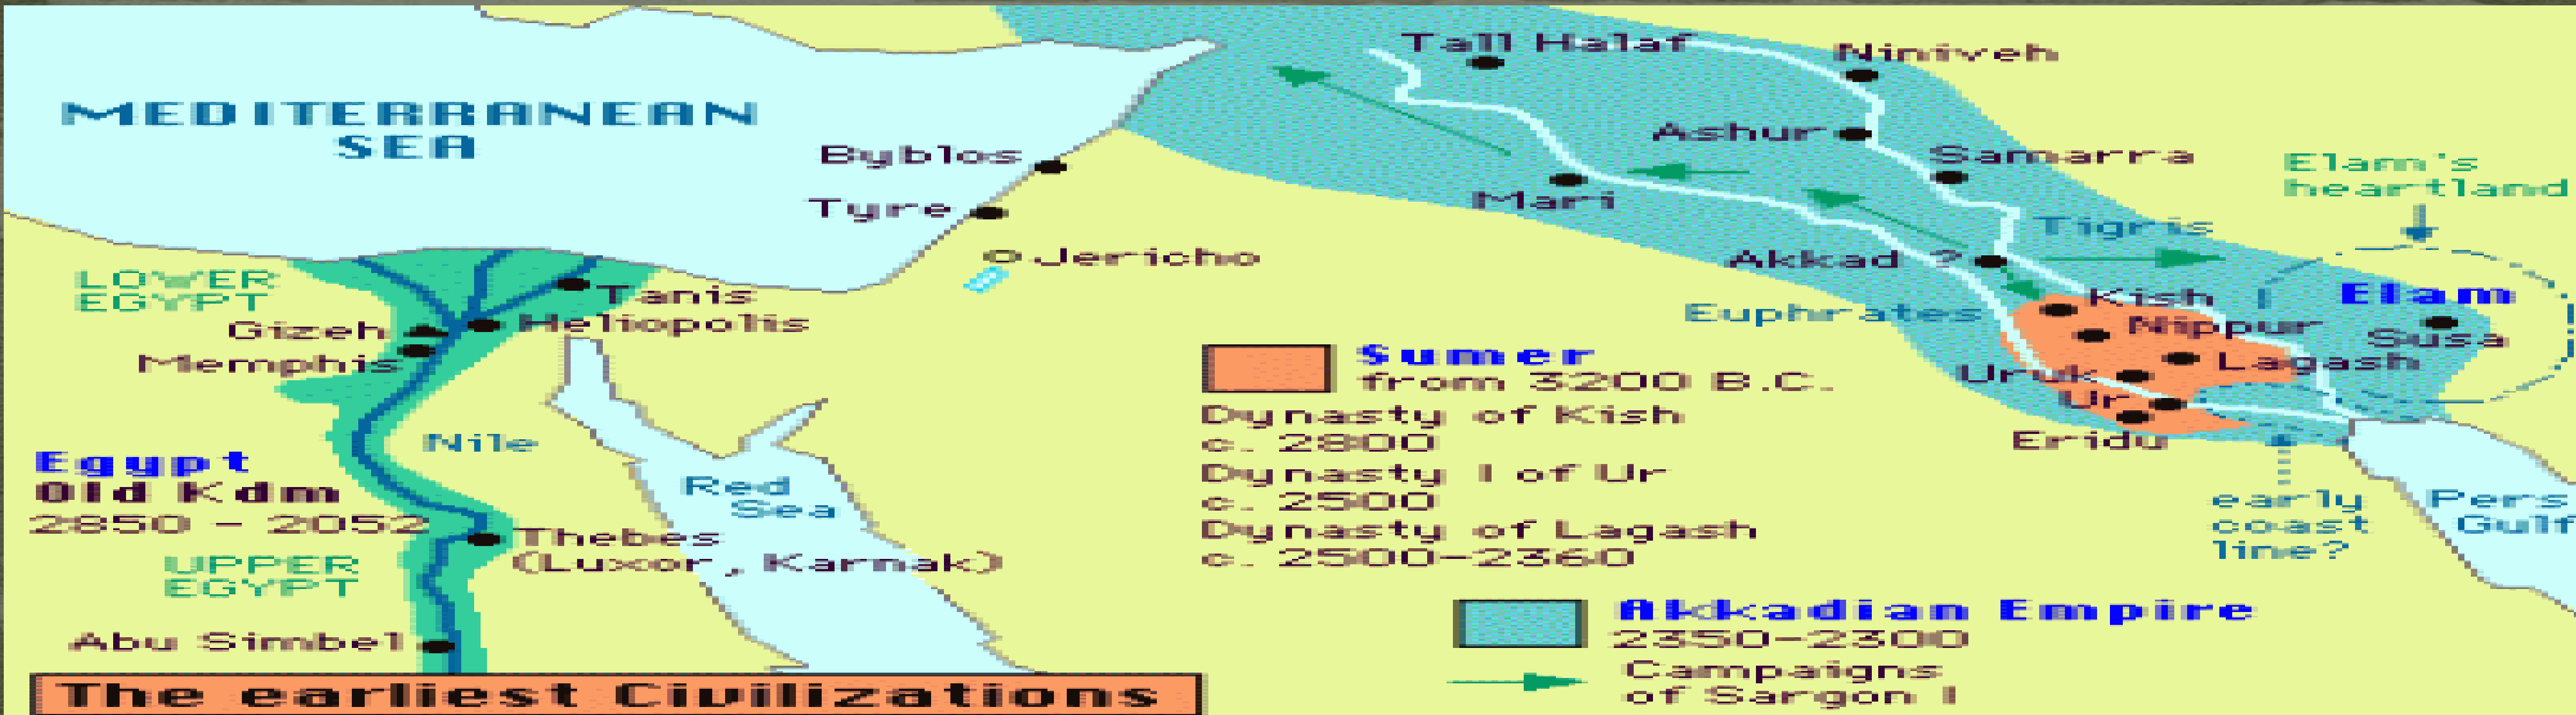 Tall Halaf
Niniveh
MEDITERRANEAN
SEA
Ashur
Byblos
Samarra
Elam's
heartland
Mari
Tyre
Tigris
Jericho
Akkad ?
LOWER
EGYPT
Tanis
Kish
Elam
Euphrates
Gizeh
Heliopolis
Nippur
Susa
Memphis
Lagash
Sumer
from 3200 B.C.
Uruk
Ur
Dynasty of Kish
c. 2800
Eridu
Nile
Egypt
Old Kdm
2850 - 2052
Red
Sea
Dynasty I of Ur
c. 2500
early
coast
line?
Pers
Gulf
Thebes
(Luxor, Karnak)
Dynasty of Lagash
c. 2500-2360
UPPER
EGYPT
Akkadian Empire
2350-2300
Abu Simbel
Campaigns
of Sargon I
The earliest Civilizations